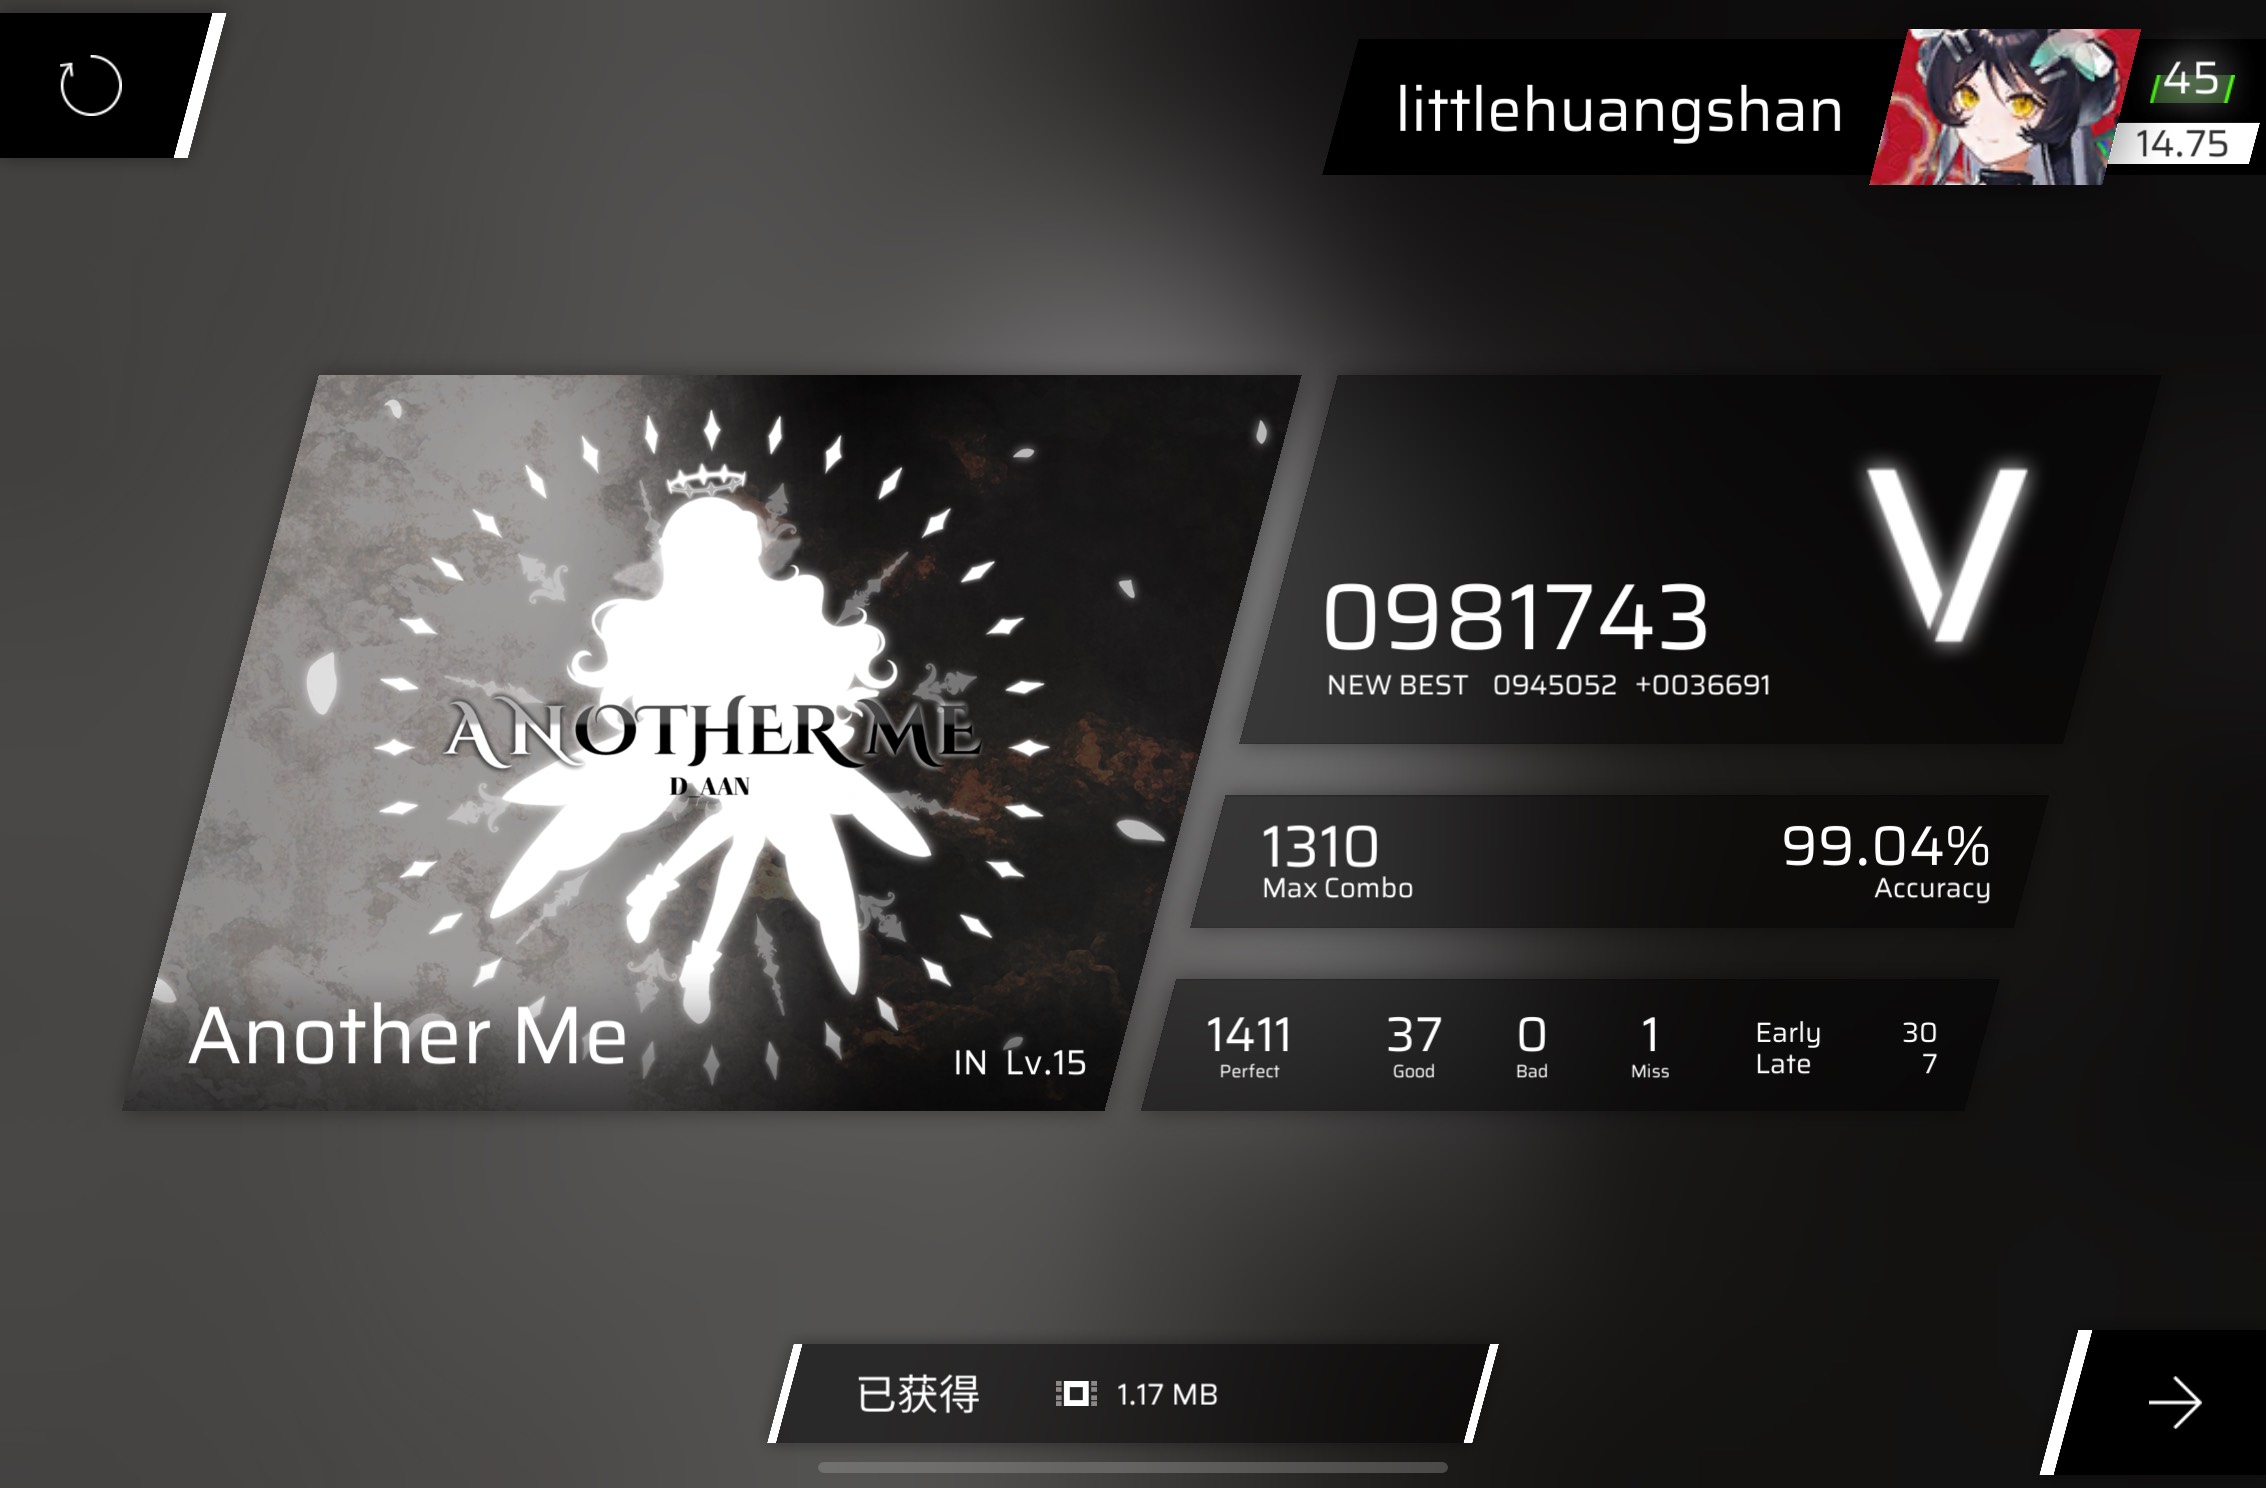 littlehuangshan
45
14.75
ANOTHER ME
D_AAN
Another Me
IN Lv.15
0981743
V
NEW BEST 0945052 +0036691
1310
Max Combo
99.04%
Accuracy
1411 37 0 1
Perfect Good Bad Miss
Early 30
Late 7
已获得 1.17 MB